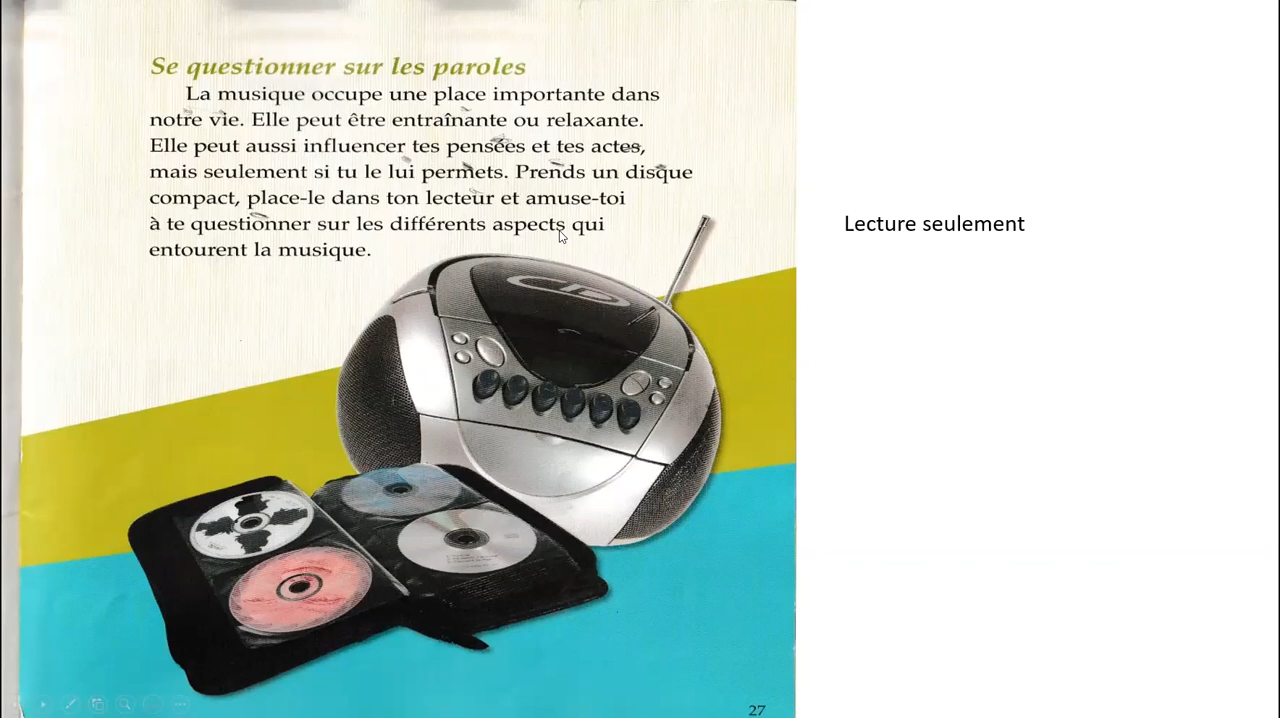 Se questionner sur les paroles
La musique occupe une place importante dans
notre vie. Elle peut être entraînante ou relaxante.
Elle peut aussi influencer tes pensées et tes actes,
mais seulement si tu le lui permets. Prends un disque
compact, place-le dans ton lecteur et amuse-toi
à te questionner sur les différents aspects qui
entourent la musique.
Lecture seulement
27